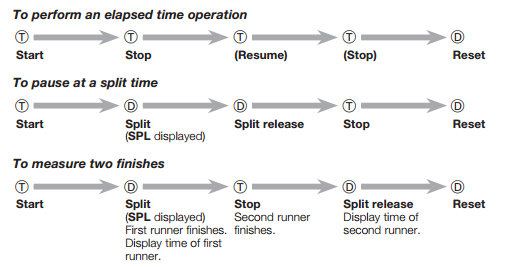 To perform an elapsed time operation
Ⓣ Ⓣ Ⓣ Ⓣ Ⓓ
Start Stop (Resume) (Stop) Reset
To pause at a split time
Ⓣ Ⓓ Ⓓ Ⓣ Ⓓ
Start Split Split release Stop Reset
(SPL displayed)
To measure two finishes
Ⓣ Ⓓ Ⓣ Ⓓ Ⓓ
Start Split Stop Split release Reset
(SPL displayed) Second runner Display time of
First runner finishes. finishes. second runner.
Display time of first
runner.